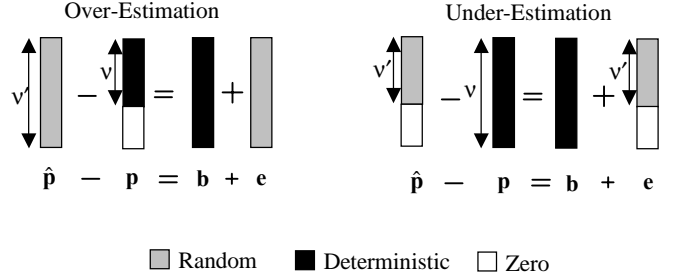 Over-Estimation Under-Estimation
ν′ − ν = + ν′ − ν = + ν′
p̂ − p = b + e p̂ − p = b + e
Random Deterministic Zero